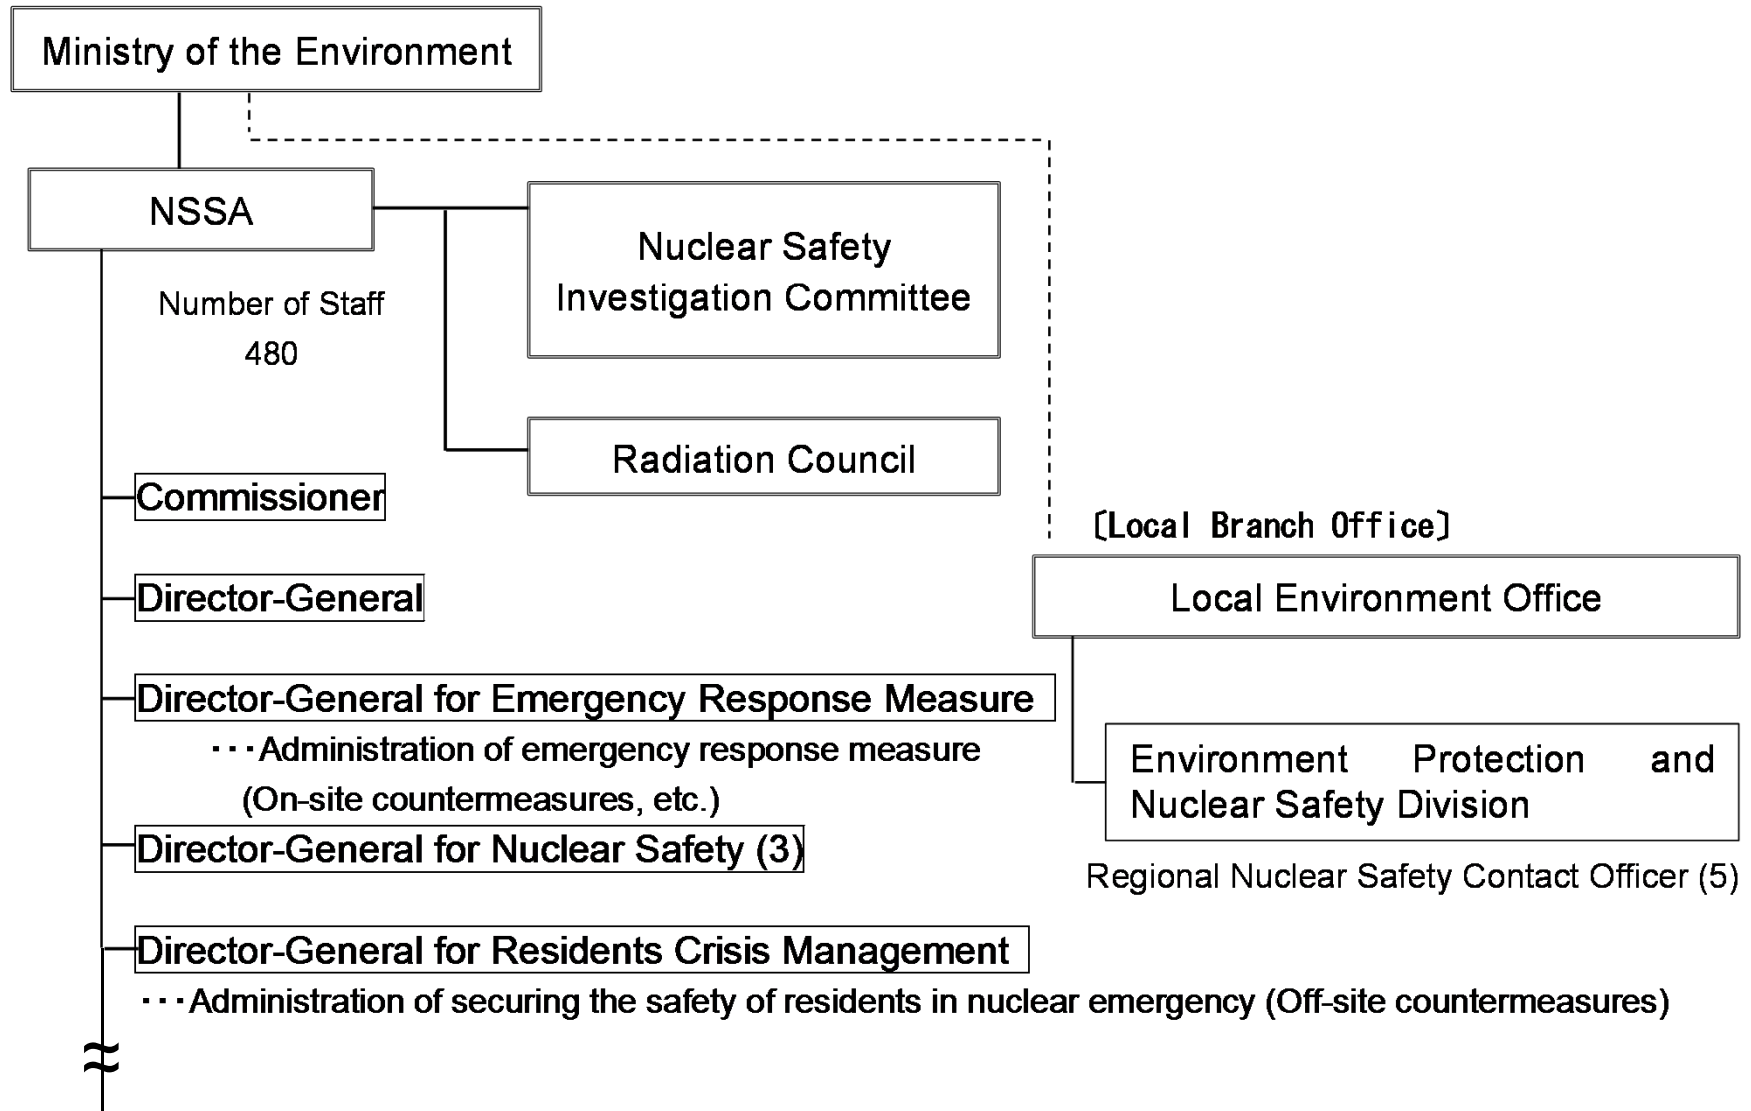 Ministry of the Environment
NSSA
Number of Staff
480
Nuclear Safety
Investigation Committee
Radiation Council
Commissioner
Director-General
Director-General for Emergency Response Measure
･･･Administration of emergency response measure
(On-site countermeasures, etc.)
Director-General for Nuclear Safety (3)
Director-General for Residents Crisis Management
･･･Administration of securing the safety of residents in nuclear emergency (Off-site countermeasures)
〔Local Branch Office〕
Local Environment Office
Environment Protection and
Nuclear Safety Division
Regional Nuclear Safety Contact Officer (5)